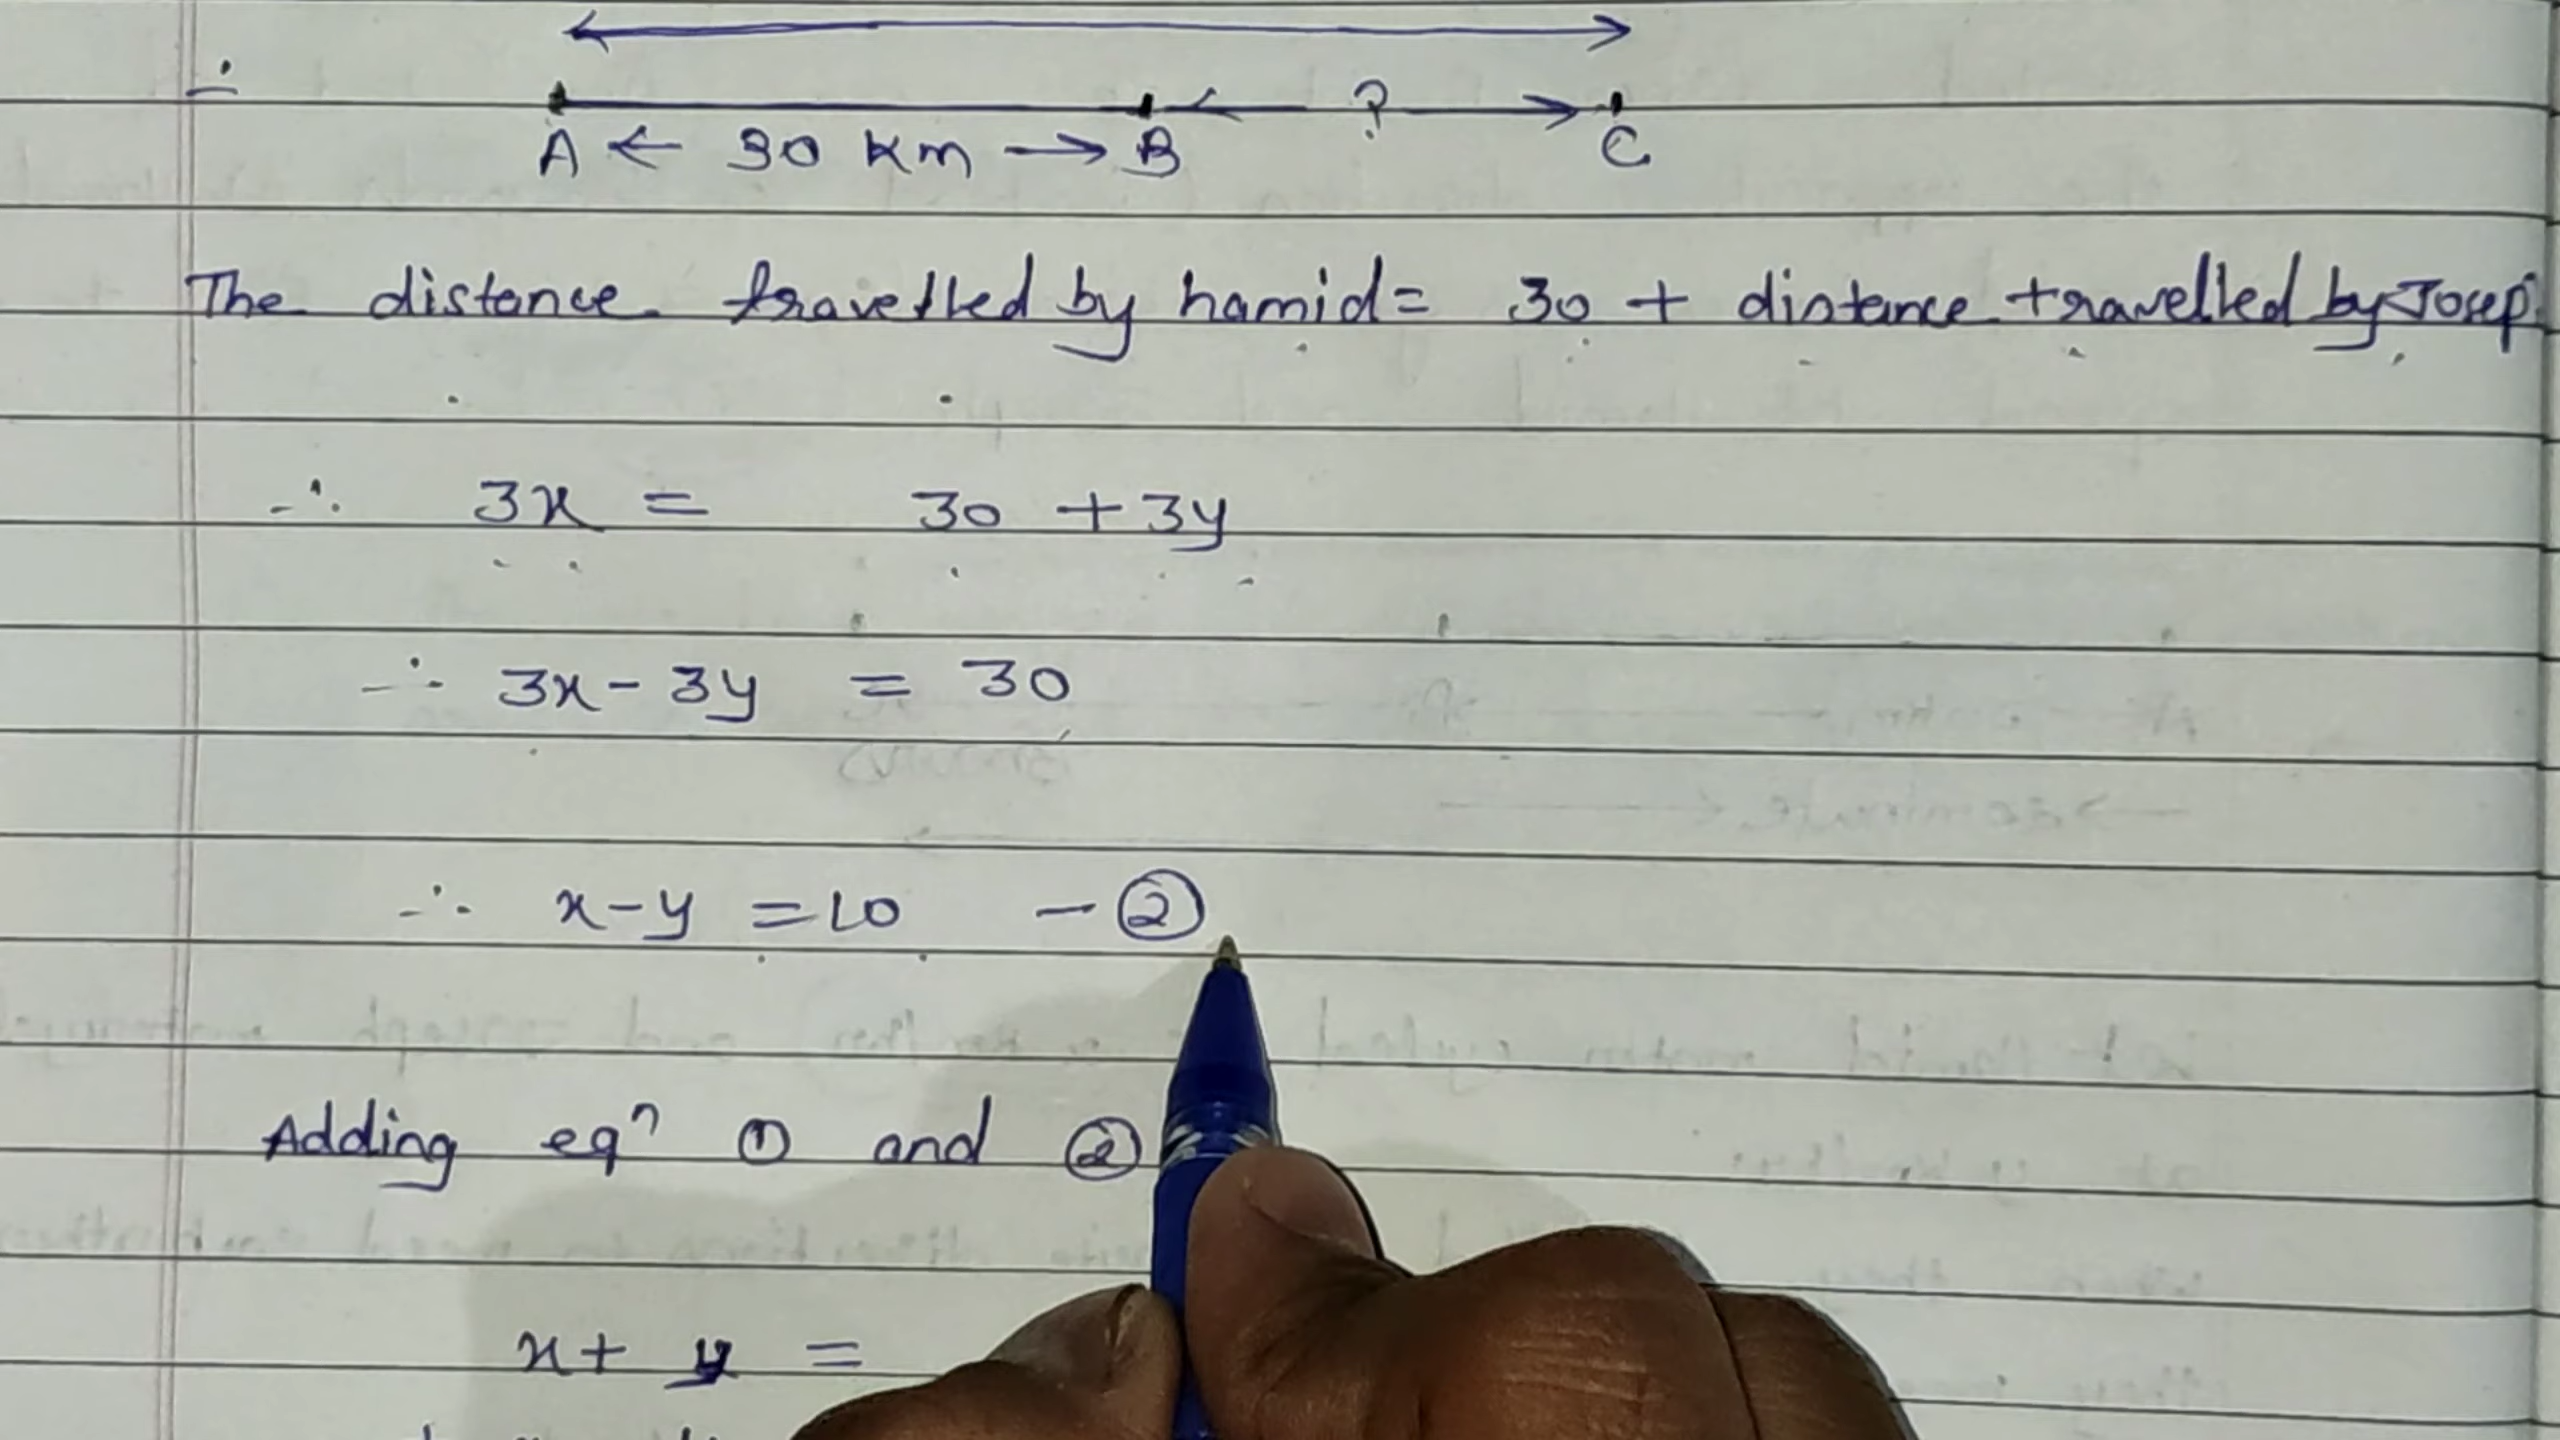 ?
A ← 30 km → B C
The distance travelled by hamid = 30 + distance travelled by Josep
∴ 3x = 30 + 3y
∴ 3x - 3y = 30
∴ x - y = 10 - ②
Adding eqn ① and ②
x + y =